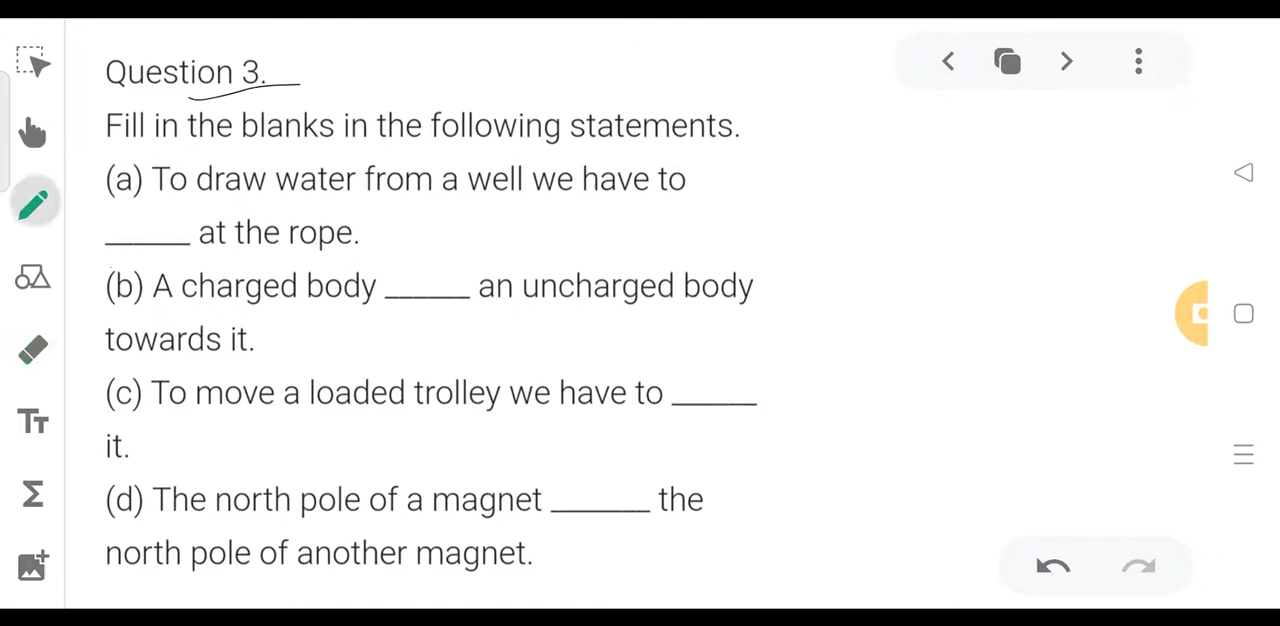 Question 3.
Fill in the blanks in the following statements.
(a) To draw water from a well we have to
______ at the rope.
(b) A charged body ______ an uncharged body
towards it.
(c) To move a loaded trolley we have to ______
it.
(d) The north pole of a magnet _______ the
north pole of another magnet.